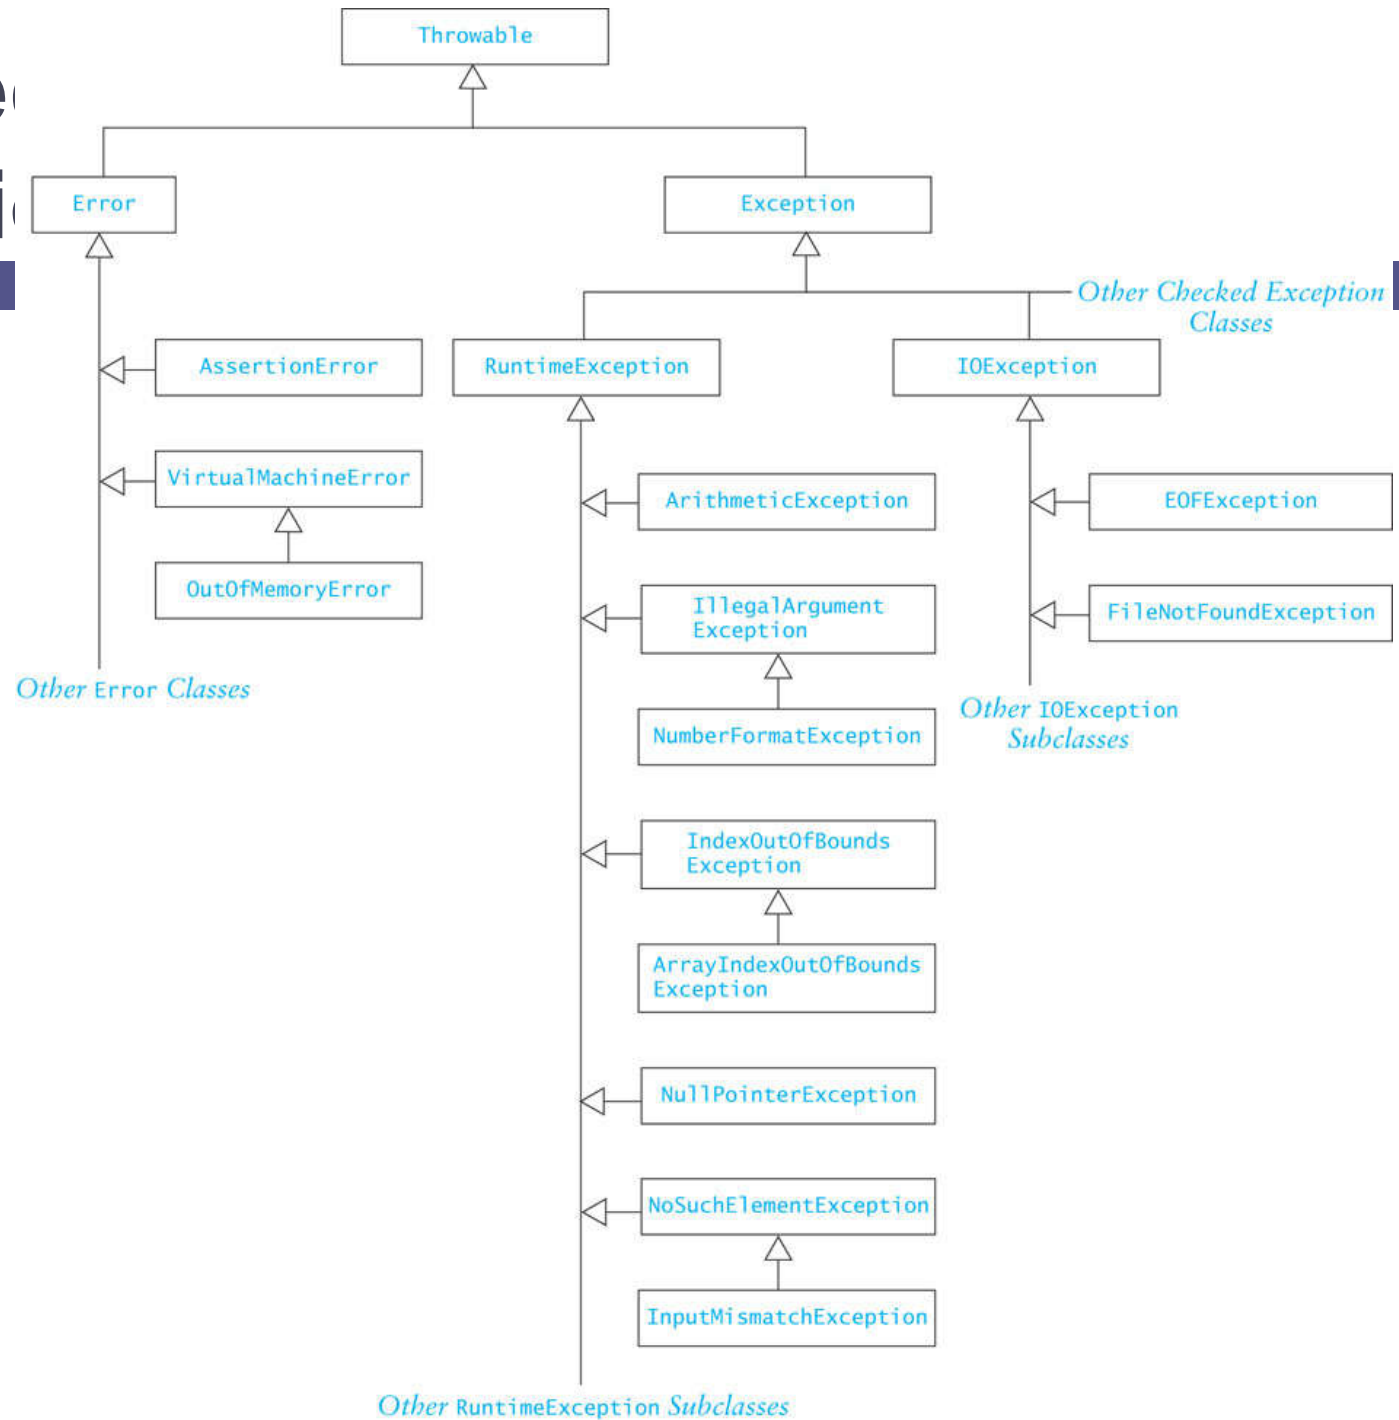 Throwable
Error
Exception
Other Checked Exception
Classes
AssertionError
RuntimeException
IOException
VirtualMachineError
ArithmeticException
EOFException
OutOfMemoryError
IllegalArgument
Exception
FileNotFoundException
Other Error Classes
Other IOException
Subclasses
NumberFormatException
IndexOutOfBounds
Exception
ArrayIndexOutOfBounds
Exception
NullPointerException
NoSuchElementException
InputMismatchException
Other RuntimeException Subclasses